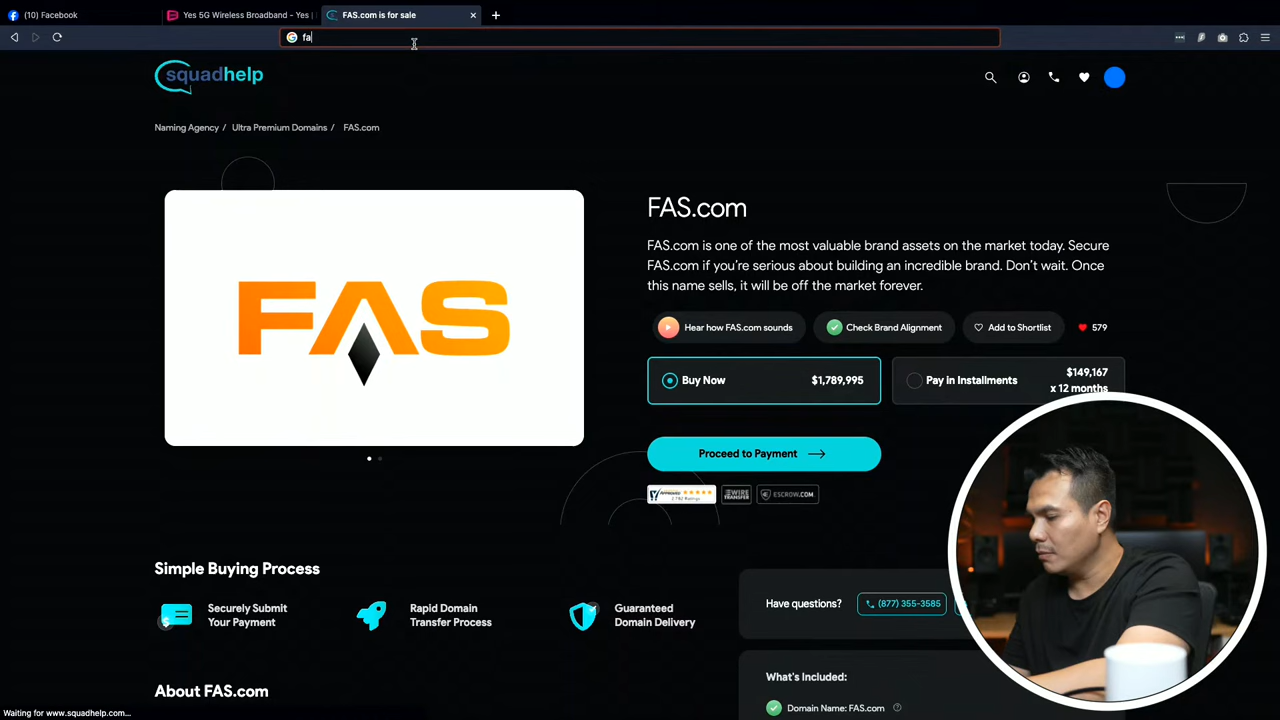 (10) Facebook
Yes 5G Wireless Broadband - Yes |
FAS.com is for sale
fa
squadhelp
Naming Agency / Ultra Premium Domains / FAS.com
FAS
FAS.com
FAS.com is one of the most valuable brand assets on the market today. Secure
FAS.com if you're serious about building an incredible brand. Don't wait. Once
this name sells, it will be off the market forever.
Hear how FAS.com sounds
Check Brand Alignment
Add to Shortlist
579
Buy Now $1,789,995
Pay in Installments $149,167
x 12 months
Proceed to Payment
WIRE
TRANSFER
ESCROW.COM
Simple Buying Process
Securely Submit
Your Payment
Rapid Domain
Transfer Process
Guaranteed
Domain Delivery
Have questions? (877) 355-3585
About FAS.com
What's Included:
Domain Name: FAS.com
Waiting for www.squadhelp.com...